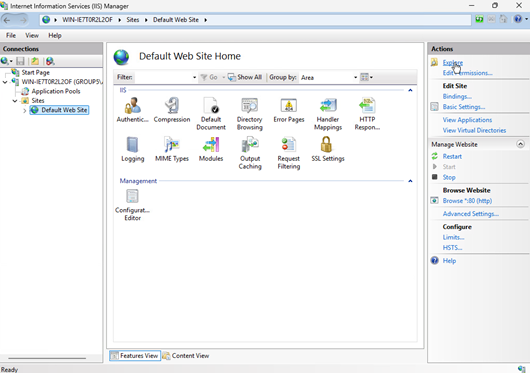 Internet Information Services (IIS) Manager
WIN-IE7T0R2L2OF
Sites
Default Web Site
File View Help
Connections
Start Page
WIN-IE7T0R2L2OF (GROUPS\
Application Pools
Sites
Default Web Site
Default Web Site Home
Filter: Go Show All Group by: Area
IIS
Authentic... Compression Default Document Directory Browsing Error Pages Handler Mappings HTTP Respon...
Logging MIME Types Modules Output Caching Request Filtering SSL Settings
Management
Configurat... Editor
Features View Content View
Actions
Explore
Edit Permissions...
Edit Site
Bindings...
Basic Settings...
View Applications
View Virtual Directories
Manage Website
Restart
Start
Stop
Browse Website
Browse *:80 (http)
Advanced Settings...
Configure
Limits...
HSTS...
Help
Ready